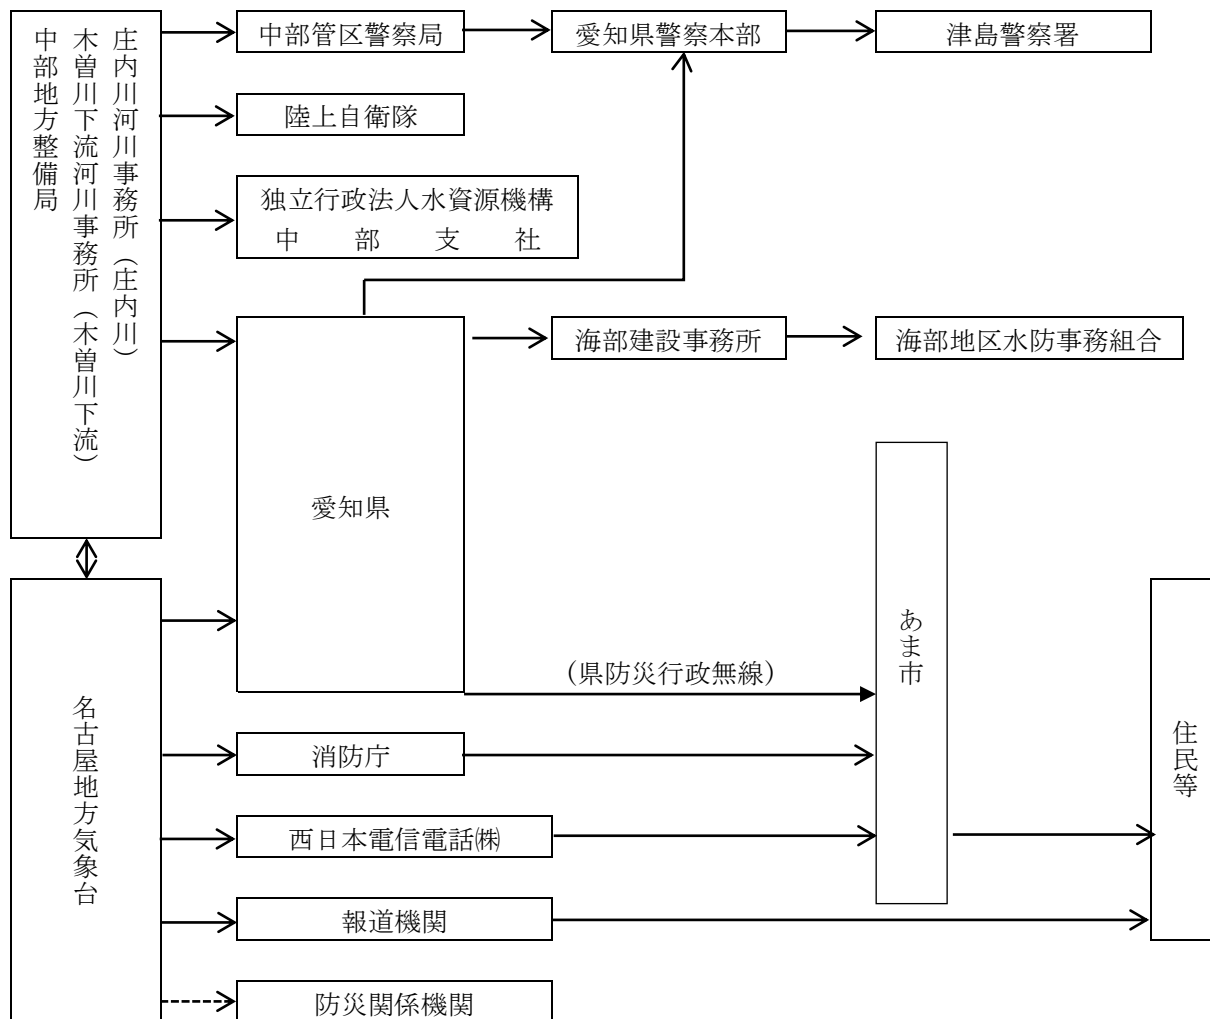 庄内川河川事務所（庄内川）
木曽川下流河川事務所（木曽川下流）
中部地方整備局
中部管区警察局
愛知県警察本部
津島警察署
陸上自衛隊
独立行政法人水資源機構
中部支社
愛知県
海部建設事務所
海部地区水防事務組合
あま市
（県防災行政無線）
名古屋地方気象台
消防庁
西日本電信電話㈱
報道機関
防災関係機関
住民等